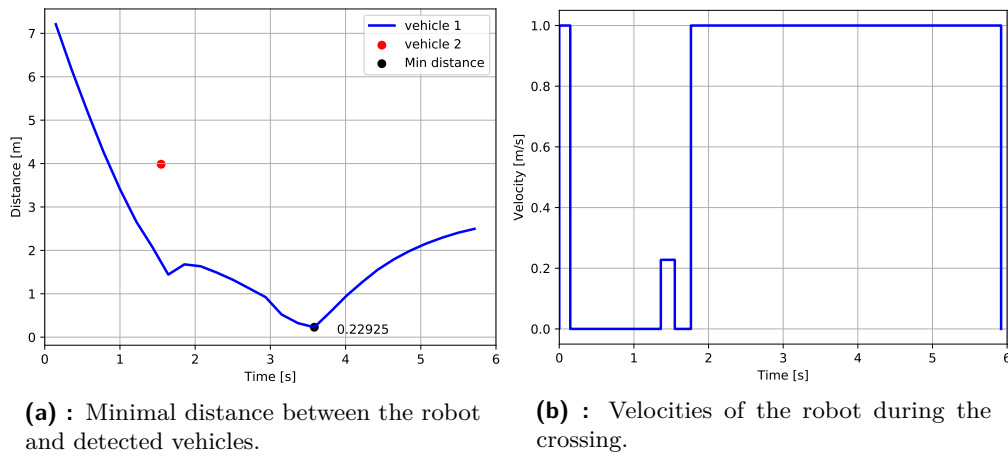 7
6
5
4
3
2
1
0
Distance [m]
vehicle 1
vehicle 2
Min distance
0.22925
0 1 2 3 4 5 6
Time [s]
(a) : Minimal distance between the robot
and detected vehicles.
1.0
0.8
0.6
0.4
0.2
0.0
Velocity [m/s]
0 1 2 3 4 5 6
Time [s]
(b) : Velocities of the robot during the
crossing.